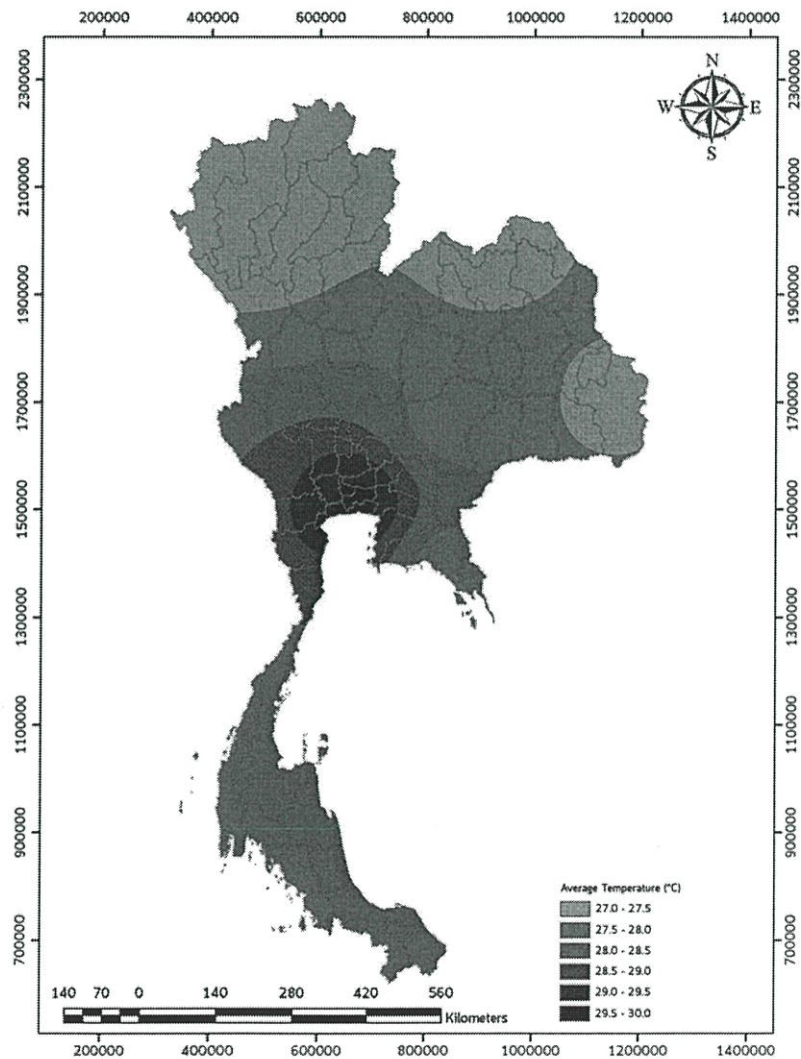 200000 400000 600000 800000 1000000 1200000 1400000
N
W E
S
2300000 2300000
2100000 2100000
1900000 1900000
1700000 1700000
1500000 1500000
1300000 1300000
1100000 1100000
900000 900000
700000 700000
Average Temperature (°C)
27.0 - 27.5
27.5 - 28.0
28.0 - 28.5
28.5 - 29.0
29.0 - 29.5
29.5 - 30.0
140 70 0 140 280 420 560
Kilometers
200000 400000 600000 800000 1000000 1200000 1400000